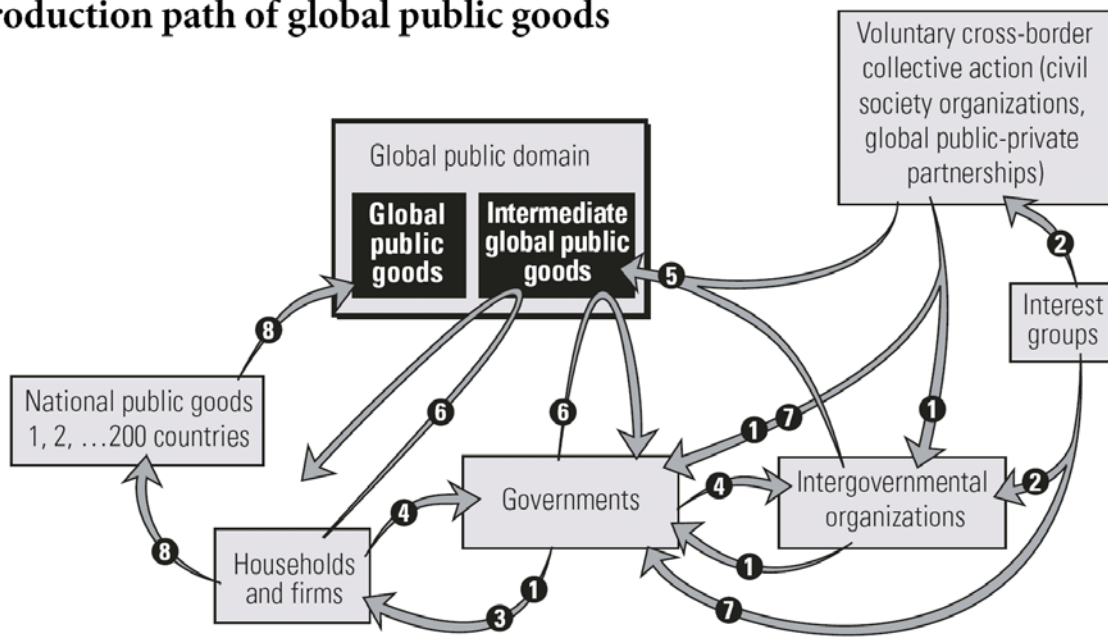 roduction path of global public goods
Voluntary cross-border
collective action (civil
society organizations,
global public-private
partnerships)
Global public domain
Global
public
goods
Intermediate
global public
goods
5
2
Interest
groups
8
National public goods
1, 2, …200 countries
6
6
1
7
1
Governments
4
Intergovernmental
organizations
2
4
8
Households
and firms
1
1
3
7